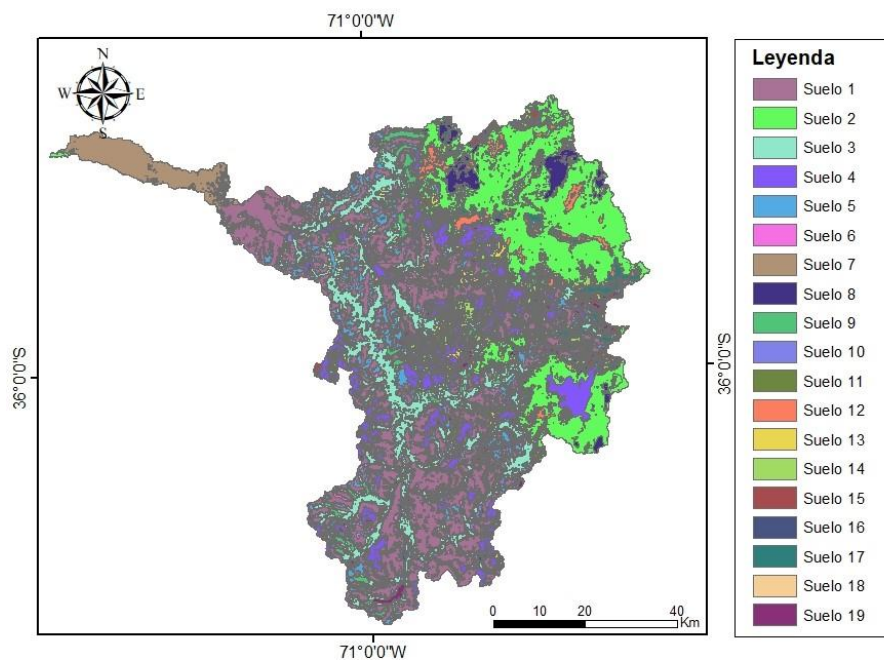 71°0'0"W
N
W E
S
36°0'0"S
36°0'0"S
0 10 20 40
Km
71°0'0"W
Leyenda
Suelo 1
Suelo 2
Suelo 3
Suelo 4
Suelo 5
Suelo 6
Suelo 7
Suelo 8
Suelo 9
Suelo 10
Suelo 11
Suelo 12
Suelo 13
Suelo 14
Suelo 15
Suelo 16
Suelo 17
Suelo 18
Suelo 19